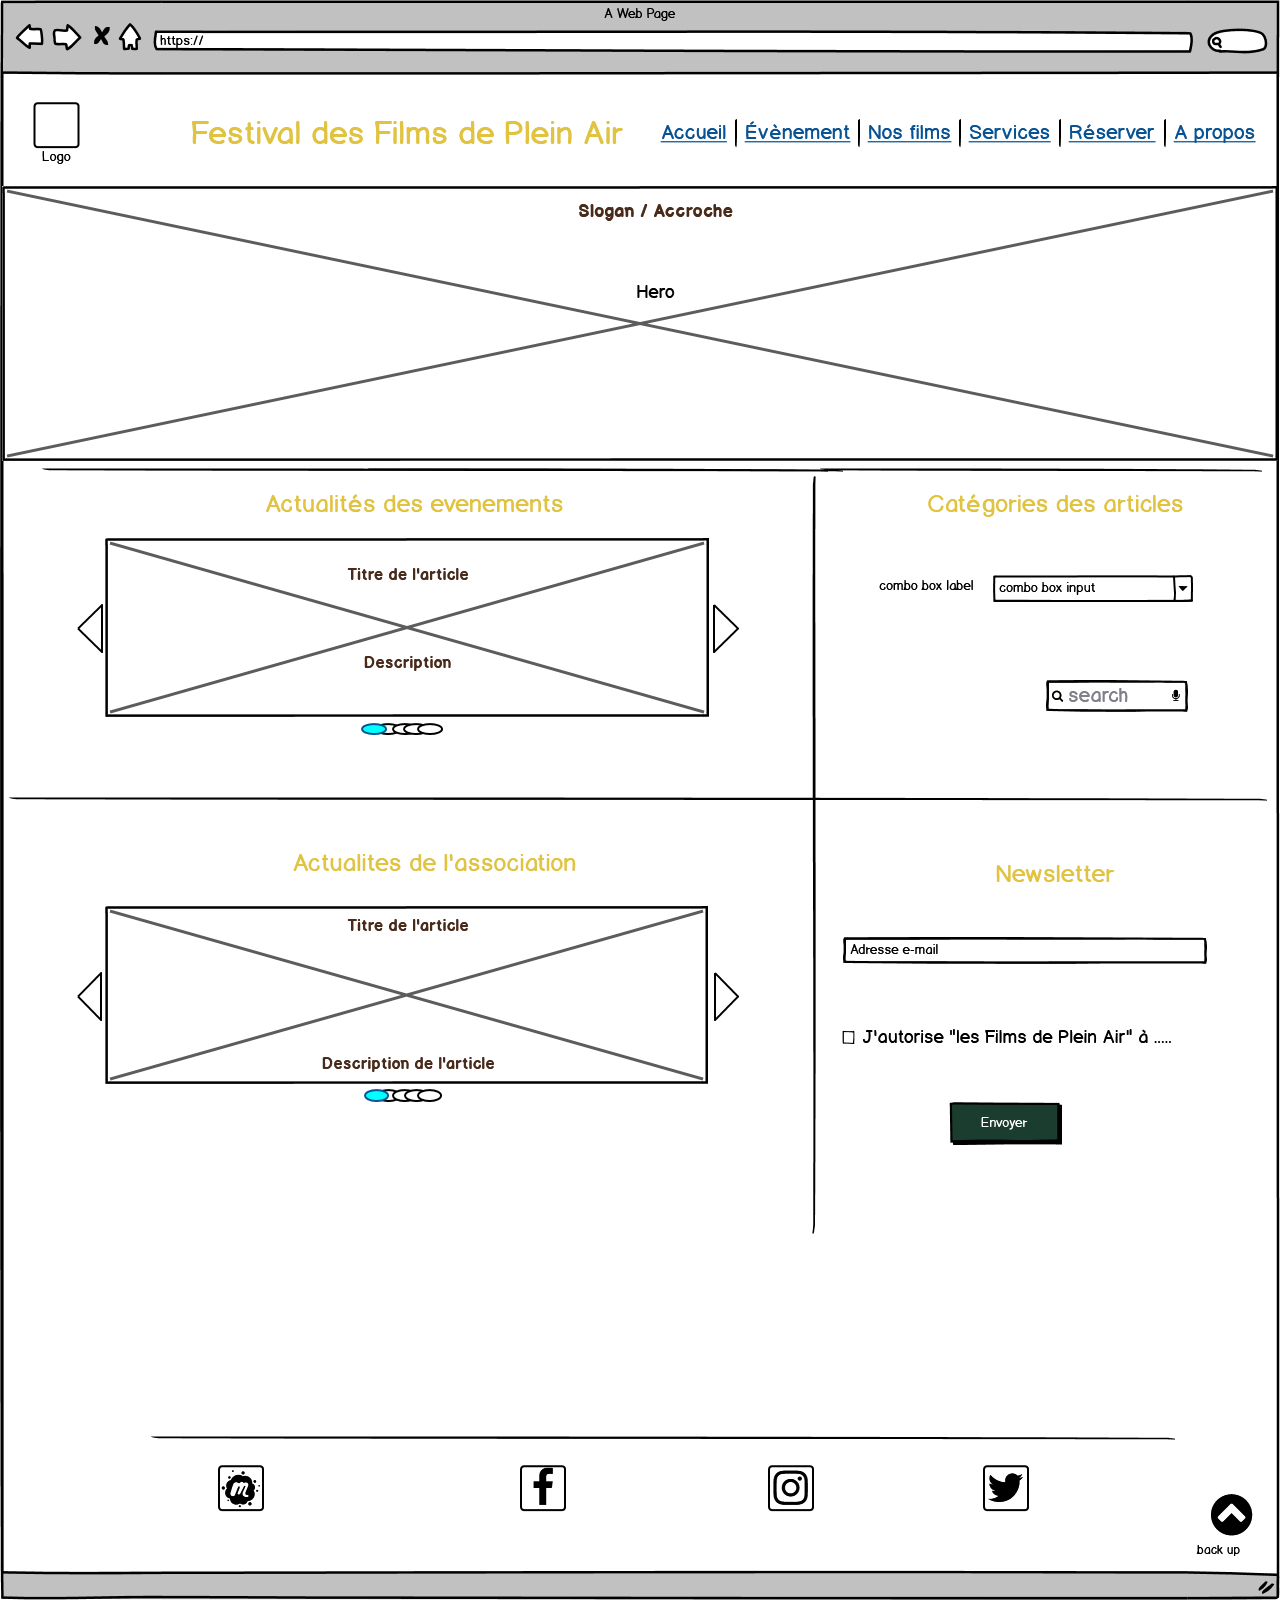 A Web Page
https://
Logo
Festival des Films de Plein Air
Accueil | Évènement | Nos films | Services | Réserver | A propos
Slogan / Accroche
Hero
Actualités des evenements
Titre de l'article
Description
Catégories des articles
combo box label
combo box input
search
Actualites de l'association
Titre de l'article
Description de l'article
Newsletter
Adresse e-mail
J'autorise "les Films de Plein Air" à .....
Envoyer
back up